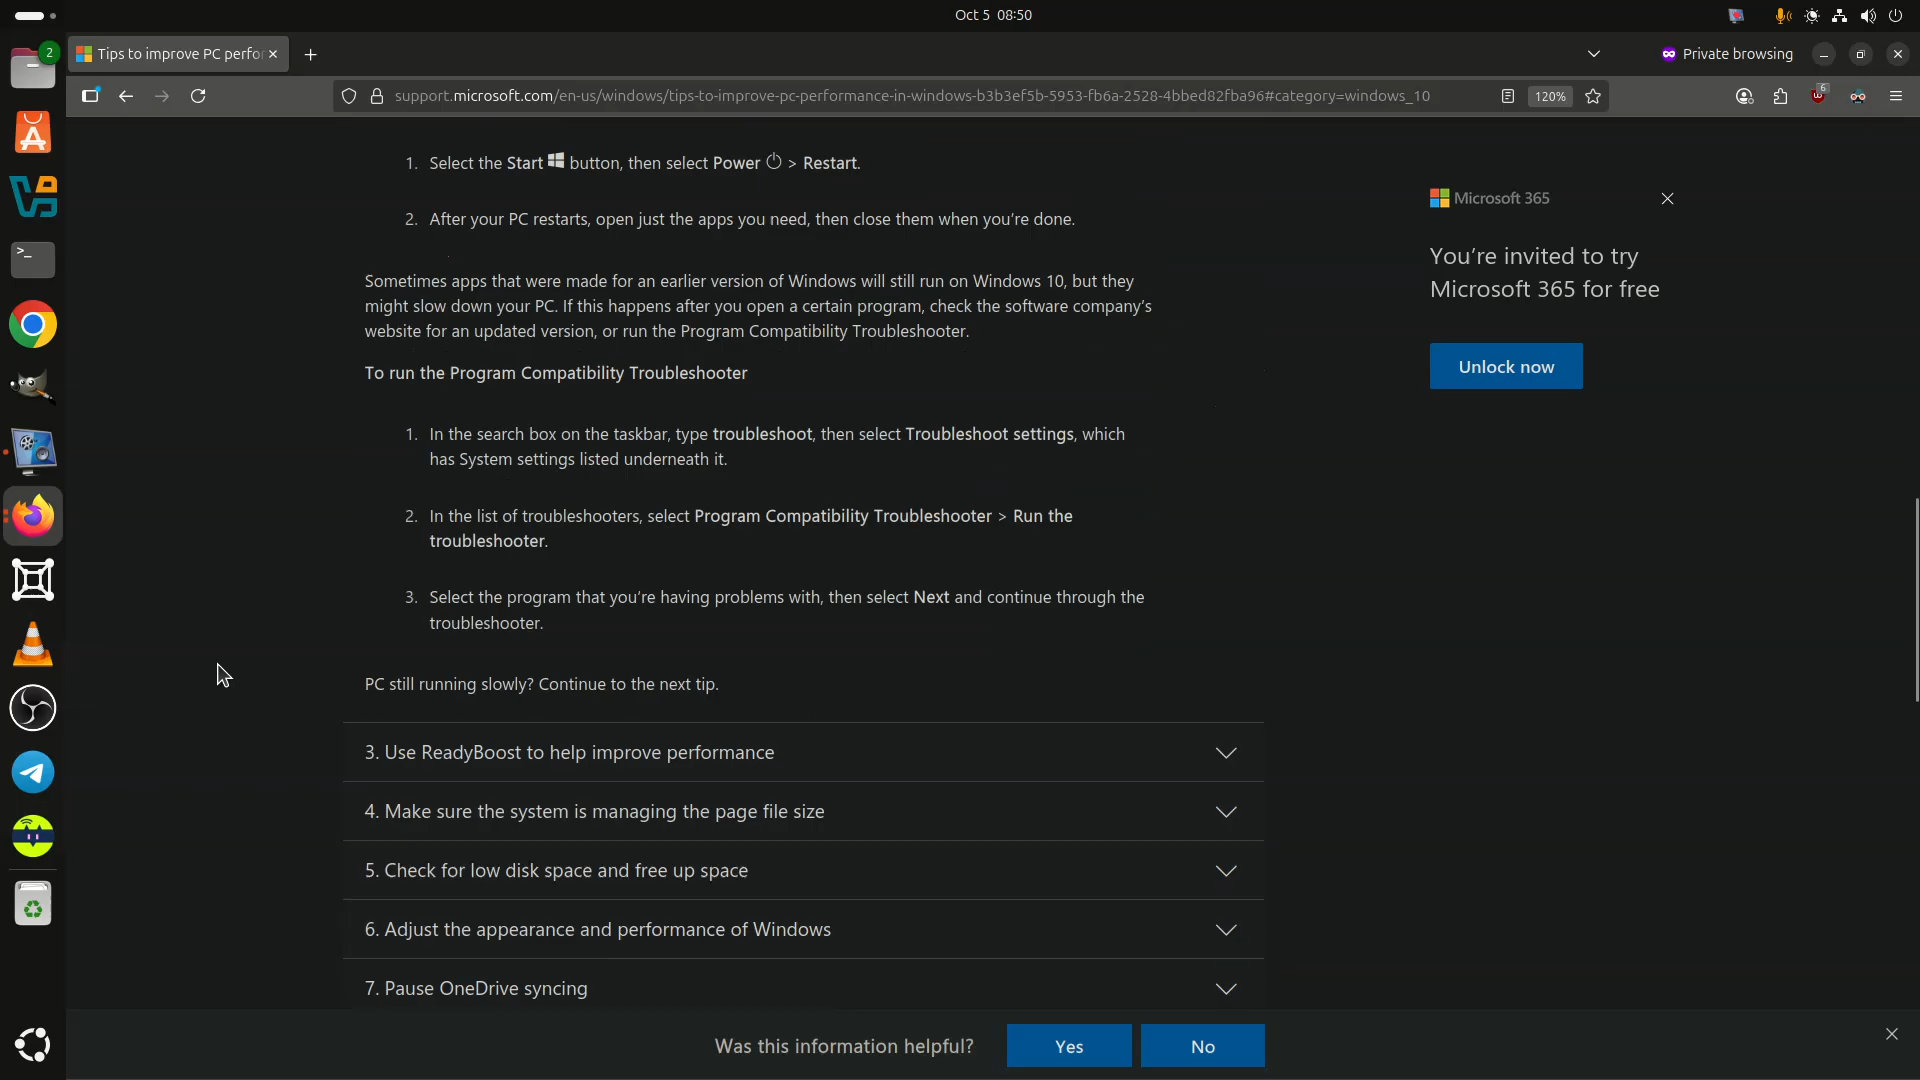 Oct 5 08:50
2
Tips to improve PC perfo
Private browsing
support.microsoft.com/en-us/windows/tips-to-improve-pc-performance-in-windows-b3b3ef5b-5953-fb6a-2528-4bbed82fba96#category=windows_10
120%
6
1. Select the Start button, then select Power > Restart.
2. After your PC restarts, open just the apps you need, then close them when you're done.
Sometimes apps that were made for an earlier version of Windows will still run on Windows 10, but they
might slow down your PC. If this happens after you open a certain program, check the software company's
website for an updated version, or run the Program Compatibility Troubleshooter.
To run the Program Compatibility Troubleshooter
1. In the search box on the taskbar, type troubleshoot, then select Troubleshoot settings, which
has System settings listed underneath it.
2. In the list of troubleshooters, select Program Compatibility Troubleshooter > Run the
troubleshooter.
3. Select the program that you're having problems with, then select Next and continue through the
troubleshooter.
PC still running slowly? Continue to the next tip.
3. Use ReadyBoost to help improve performance
4. Make sure the system is managing the page file size
5. Check for low disk space and free up space
6. Adjust the appearance and performance of Windows
7. Pause OneDrive syncing
Microsoft 365
You're invited to try
Microsoft 365 for free
Unlock now
Was this information helpful?
Yes
No